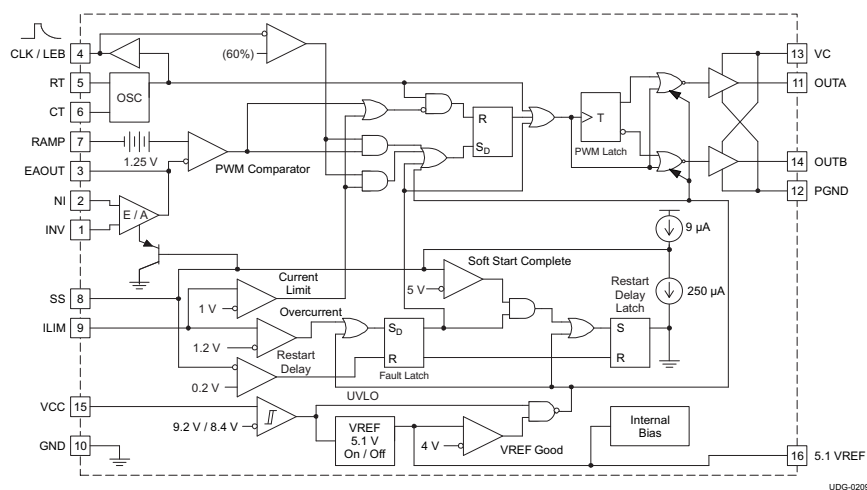 CLK / LEB
4
(60%)
13
VC
RT
5
OSC
11
OUTA
CT
6
R
T
RAMP
7
1.25 V
PWM Comparator
S_D
PWM Latch
EAOUT
3
14
OUTB
NI
2
E / A
12
PGND
INV
1
9 µA
Soft Start Complete
SS
8
Current
Limit
5 V
Restart
Delay
Latch
250 µA
1 V
ILIM
9
Overcurrent
1.2 V
S_D
S
Restart
Delay
R
R
0.2 V
Fault Latch
UVLO
VCC
15
9.2 V / 8.4 V
VREF
5.1 V
On / Off
4 V
VREF Good
Internal
Bias
GND
10
16
5.1 VREF